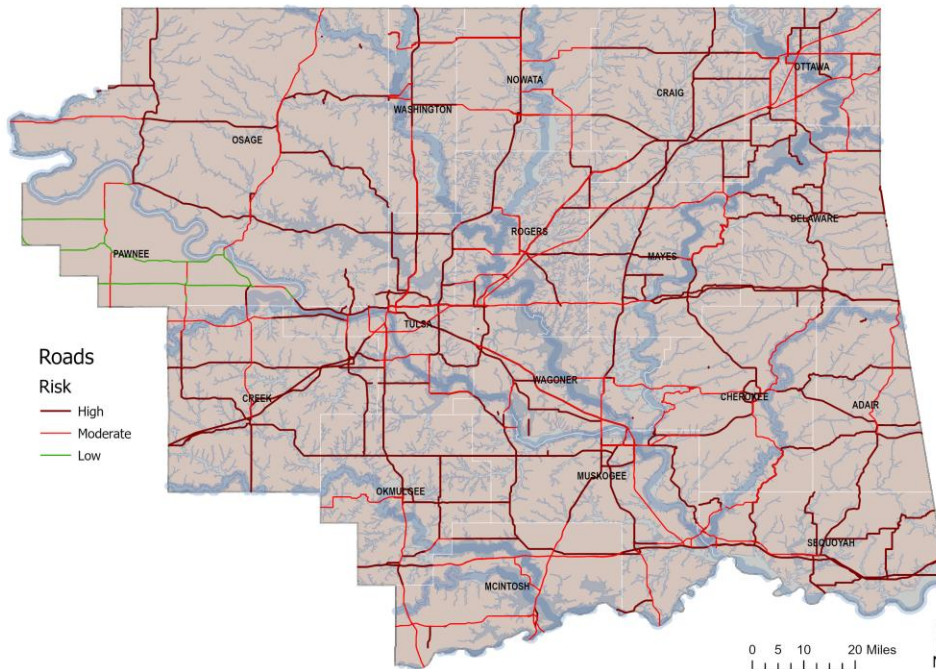 OTTAWA
NOWATA
CRAIG
WASHINGTON
OSAGE
DELAWARE
ROGERS
PAWNEE
MAYES
TULSA
WAGONER
CREEK
CHEROKEE
ADAIR
MUSKOGEE
OKMULGEE
SEQUOYAH
MCINTOSH
Roads
Risk
High
Moderate
Low
0 5 10 20 Miles